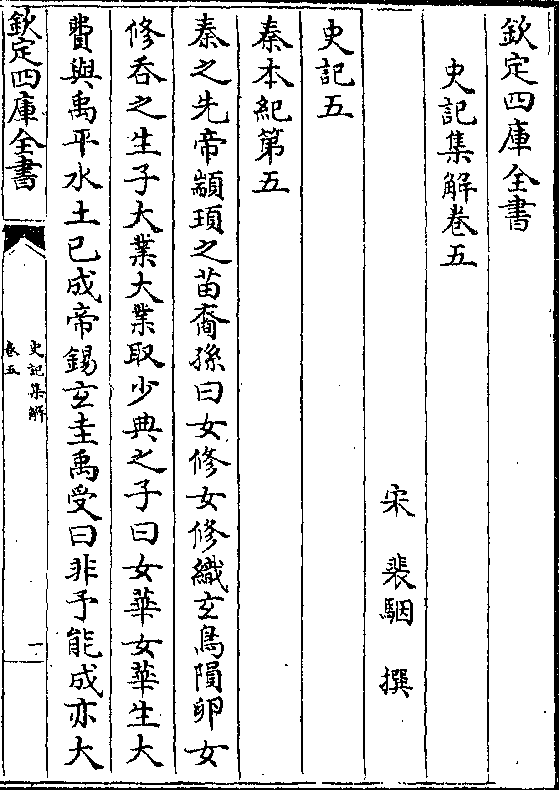 欽定四庫全書
史記集解卷五
宋裴駰撰
史記五
秦本紀第五
秦之先帝顓頊之苗裔孫曰女修女修織玄鳥隕卵女
修吞之生子大業大業取少典之子曰女華女華生大
費與禹平水土已成帝錫玄圭禹受曰非予能成亦大
欽定四庫全書
史記集解
卷五
一